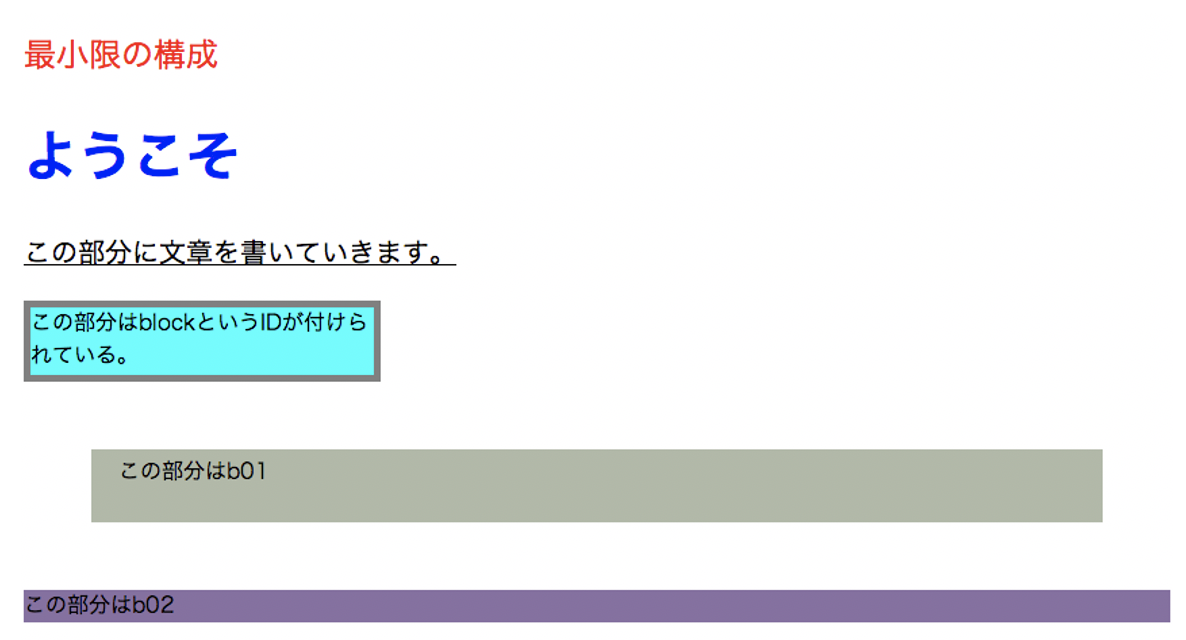 最小限の構成
ようこそ
この部分に文章を書いていきます。
この部分はblockというIDが付けら
れている。
この部分はb01
この部分はb02